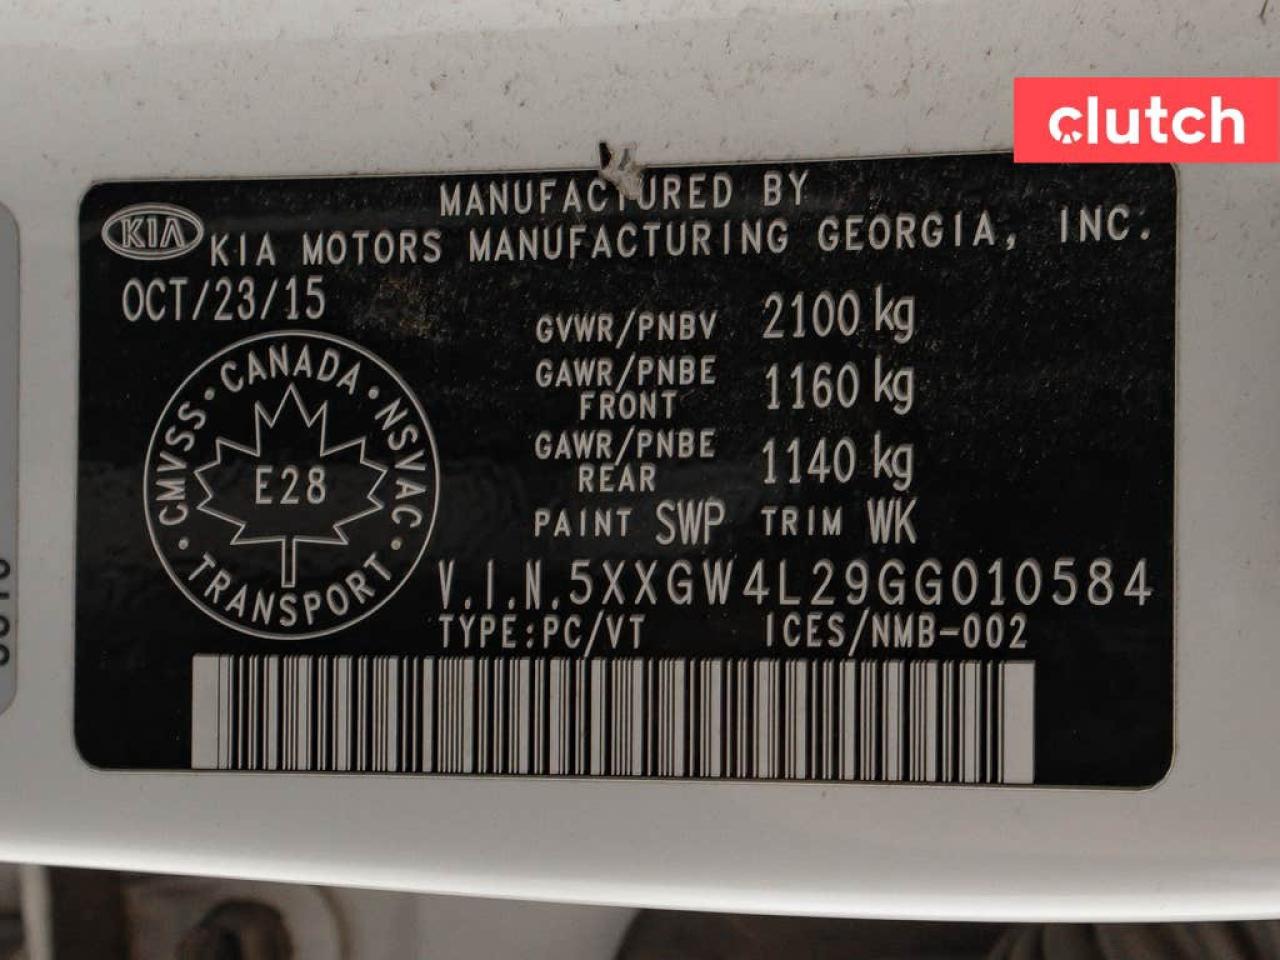 clutch
MANUFACTURED BY
KIA
KIA MOTORS MANUFACTURING GEORGIA, INC.
OCT/23/15
GVWR/PNBV 2100 kg
GAWR/PNBE FRONT 1160 kg
GAWR/PNBE REAR 1140 kg
PAINT SWP TRIM WK
CMVSS · CANADA · NSVAC · TRANSPORT ·
E28
V.I.N.5XXGW4L29GG010584
TYPE:PC/VT ICES/NMB-002